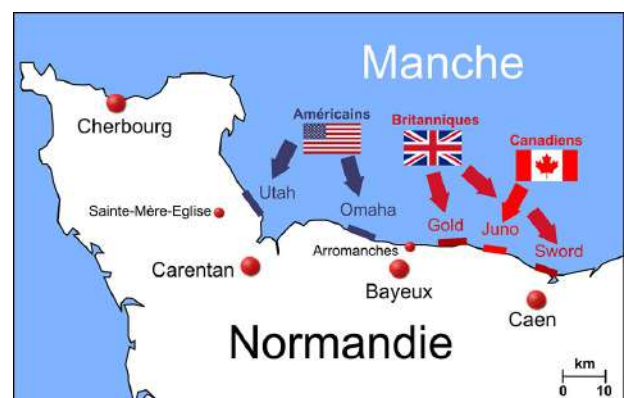 Manche
Américains
Britanniques
Canadiens
Cherbourg
Utah
Omaha
Sainte-Mère-Eglise
Gold
Juno
Sword
Arromanches
Carentan
Bayeux
Caen
Normandie
km
0 10